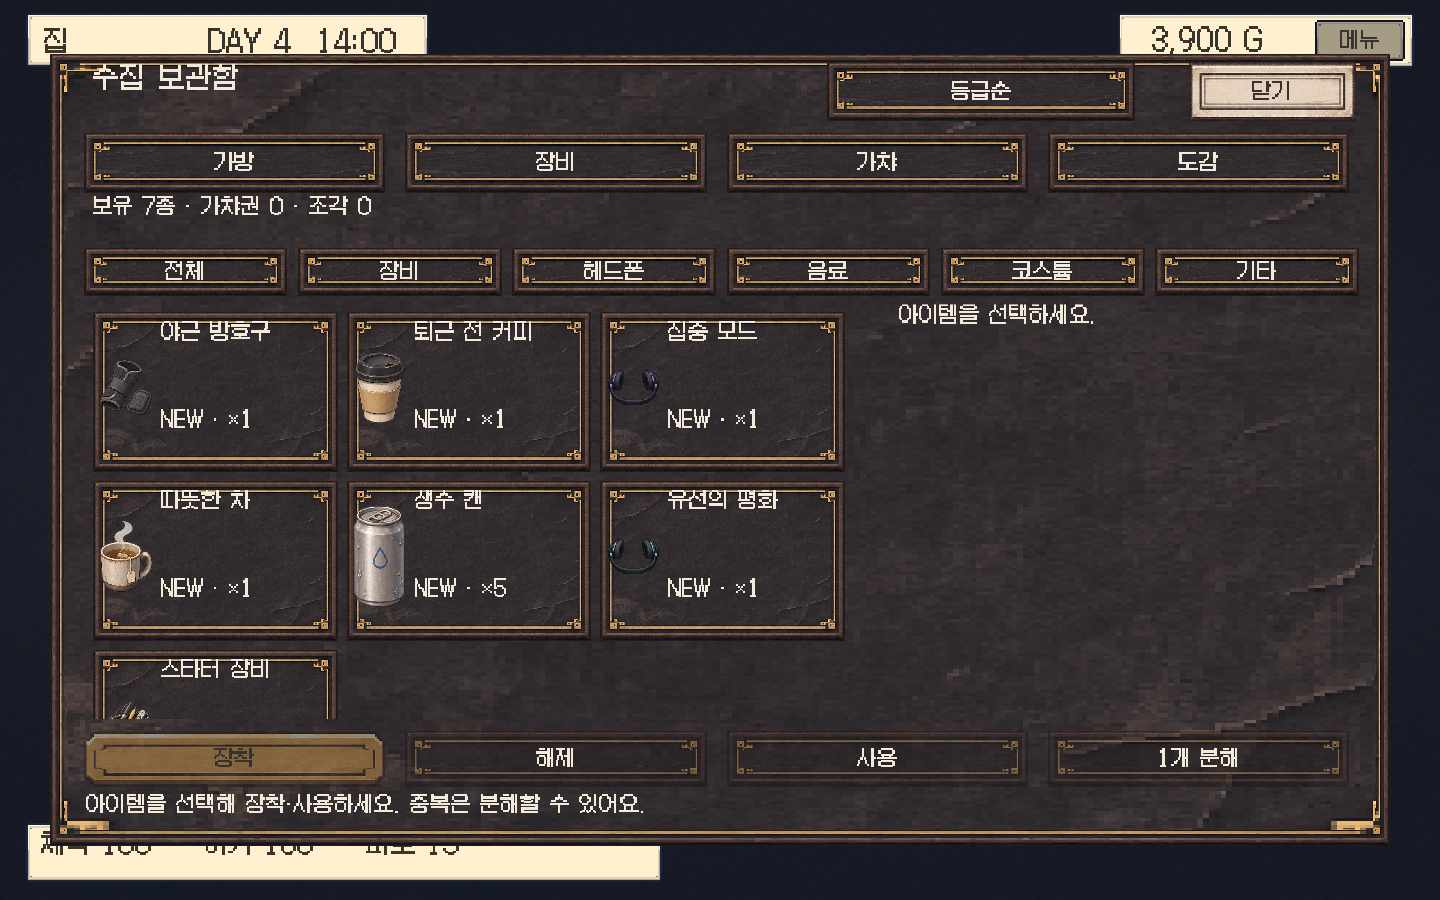 집 DAY 4 14:00 3,900 G 메뉴
수집 보관함 등급순 닫기
가방 장비 가챠 도감
보유 7종 · 가챠권 0 · 조각 0
전체 장비 헤드폰 음료 코스튬 기타
아이템을 선택하세요.
야근 방호구 퇴근 전 커피 집중 모드
NEW · ×1 NEW · ×1 NEW · ×1
따뜻한 차 생수 캔 유선의 평화
NEW · ×1 NEW · ×5 NEW · ×1
스타터 장비
장착 해제 사용 1개 분해
아이템을 선택해 장착·사용하세요. 중복은 분해할 수 있어요.